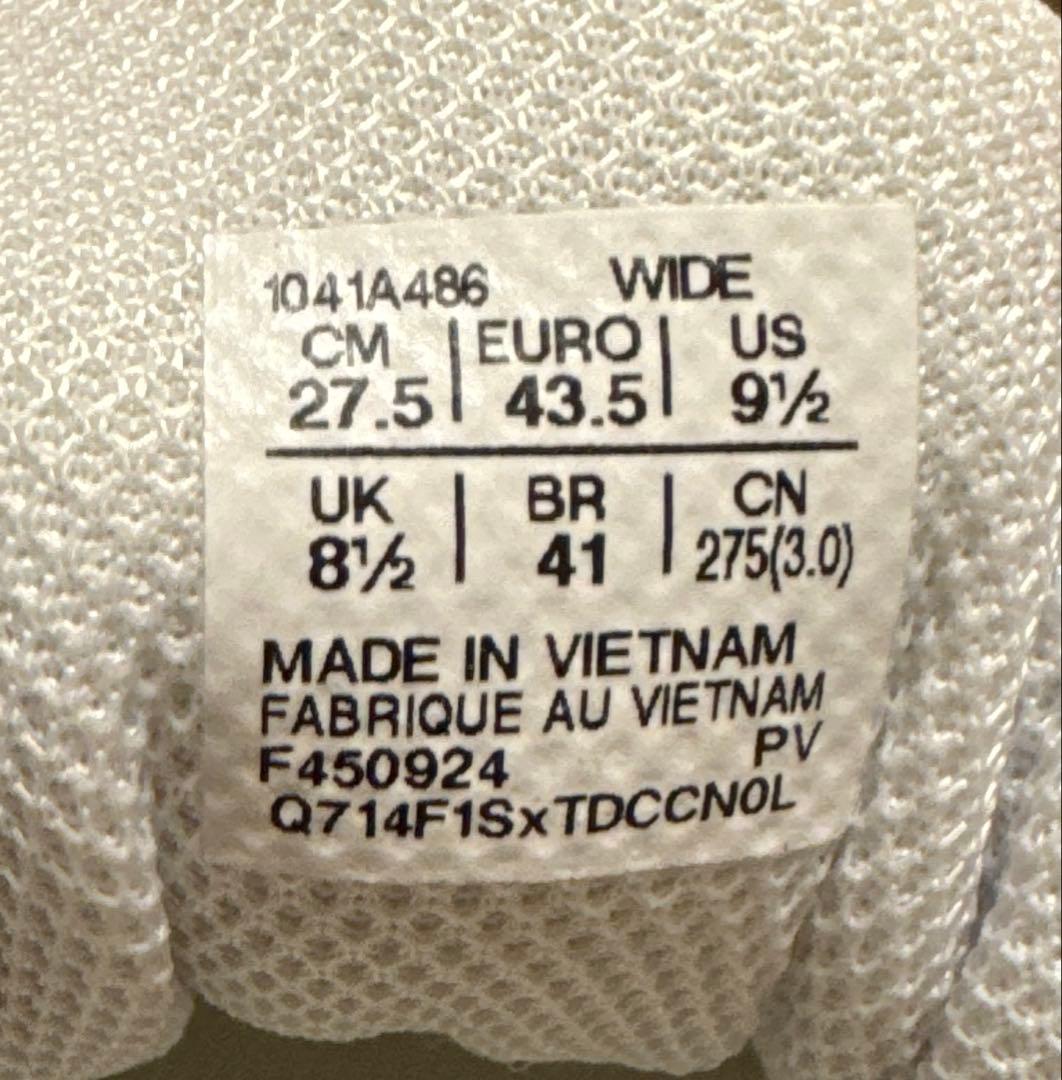 1041A486 WIDE
CM | EURO | US
27.5 | 43.5 | 9½
UK | BR | CN
8½ | 41 | 275(3.0)
MADE IN VIETNAM
FABRIQUE AU VIETNAM
F450924 PV
Q714F1SxTDCCN0L